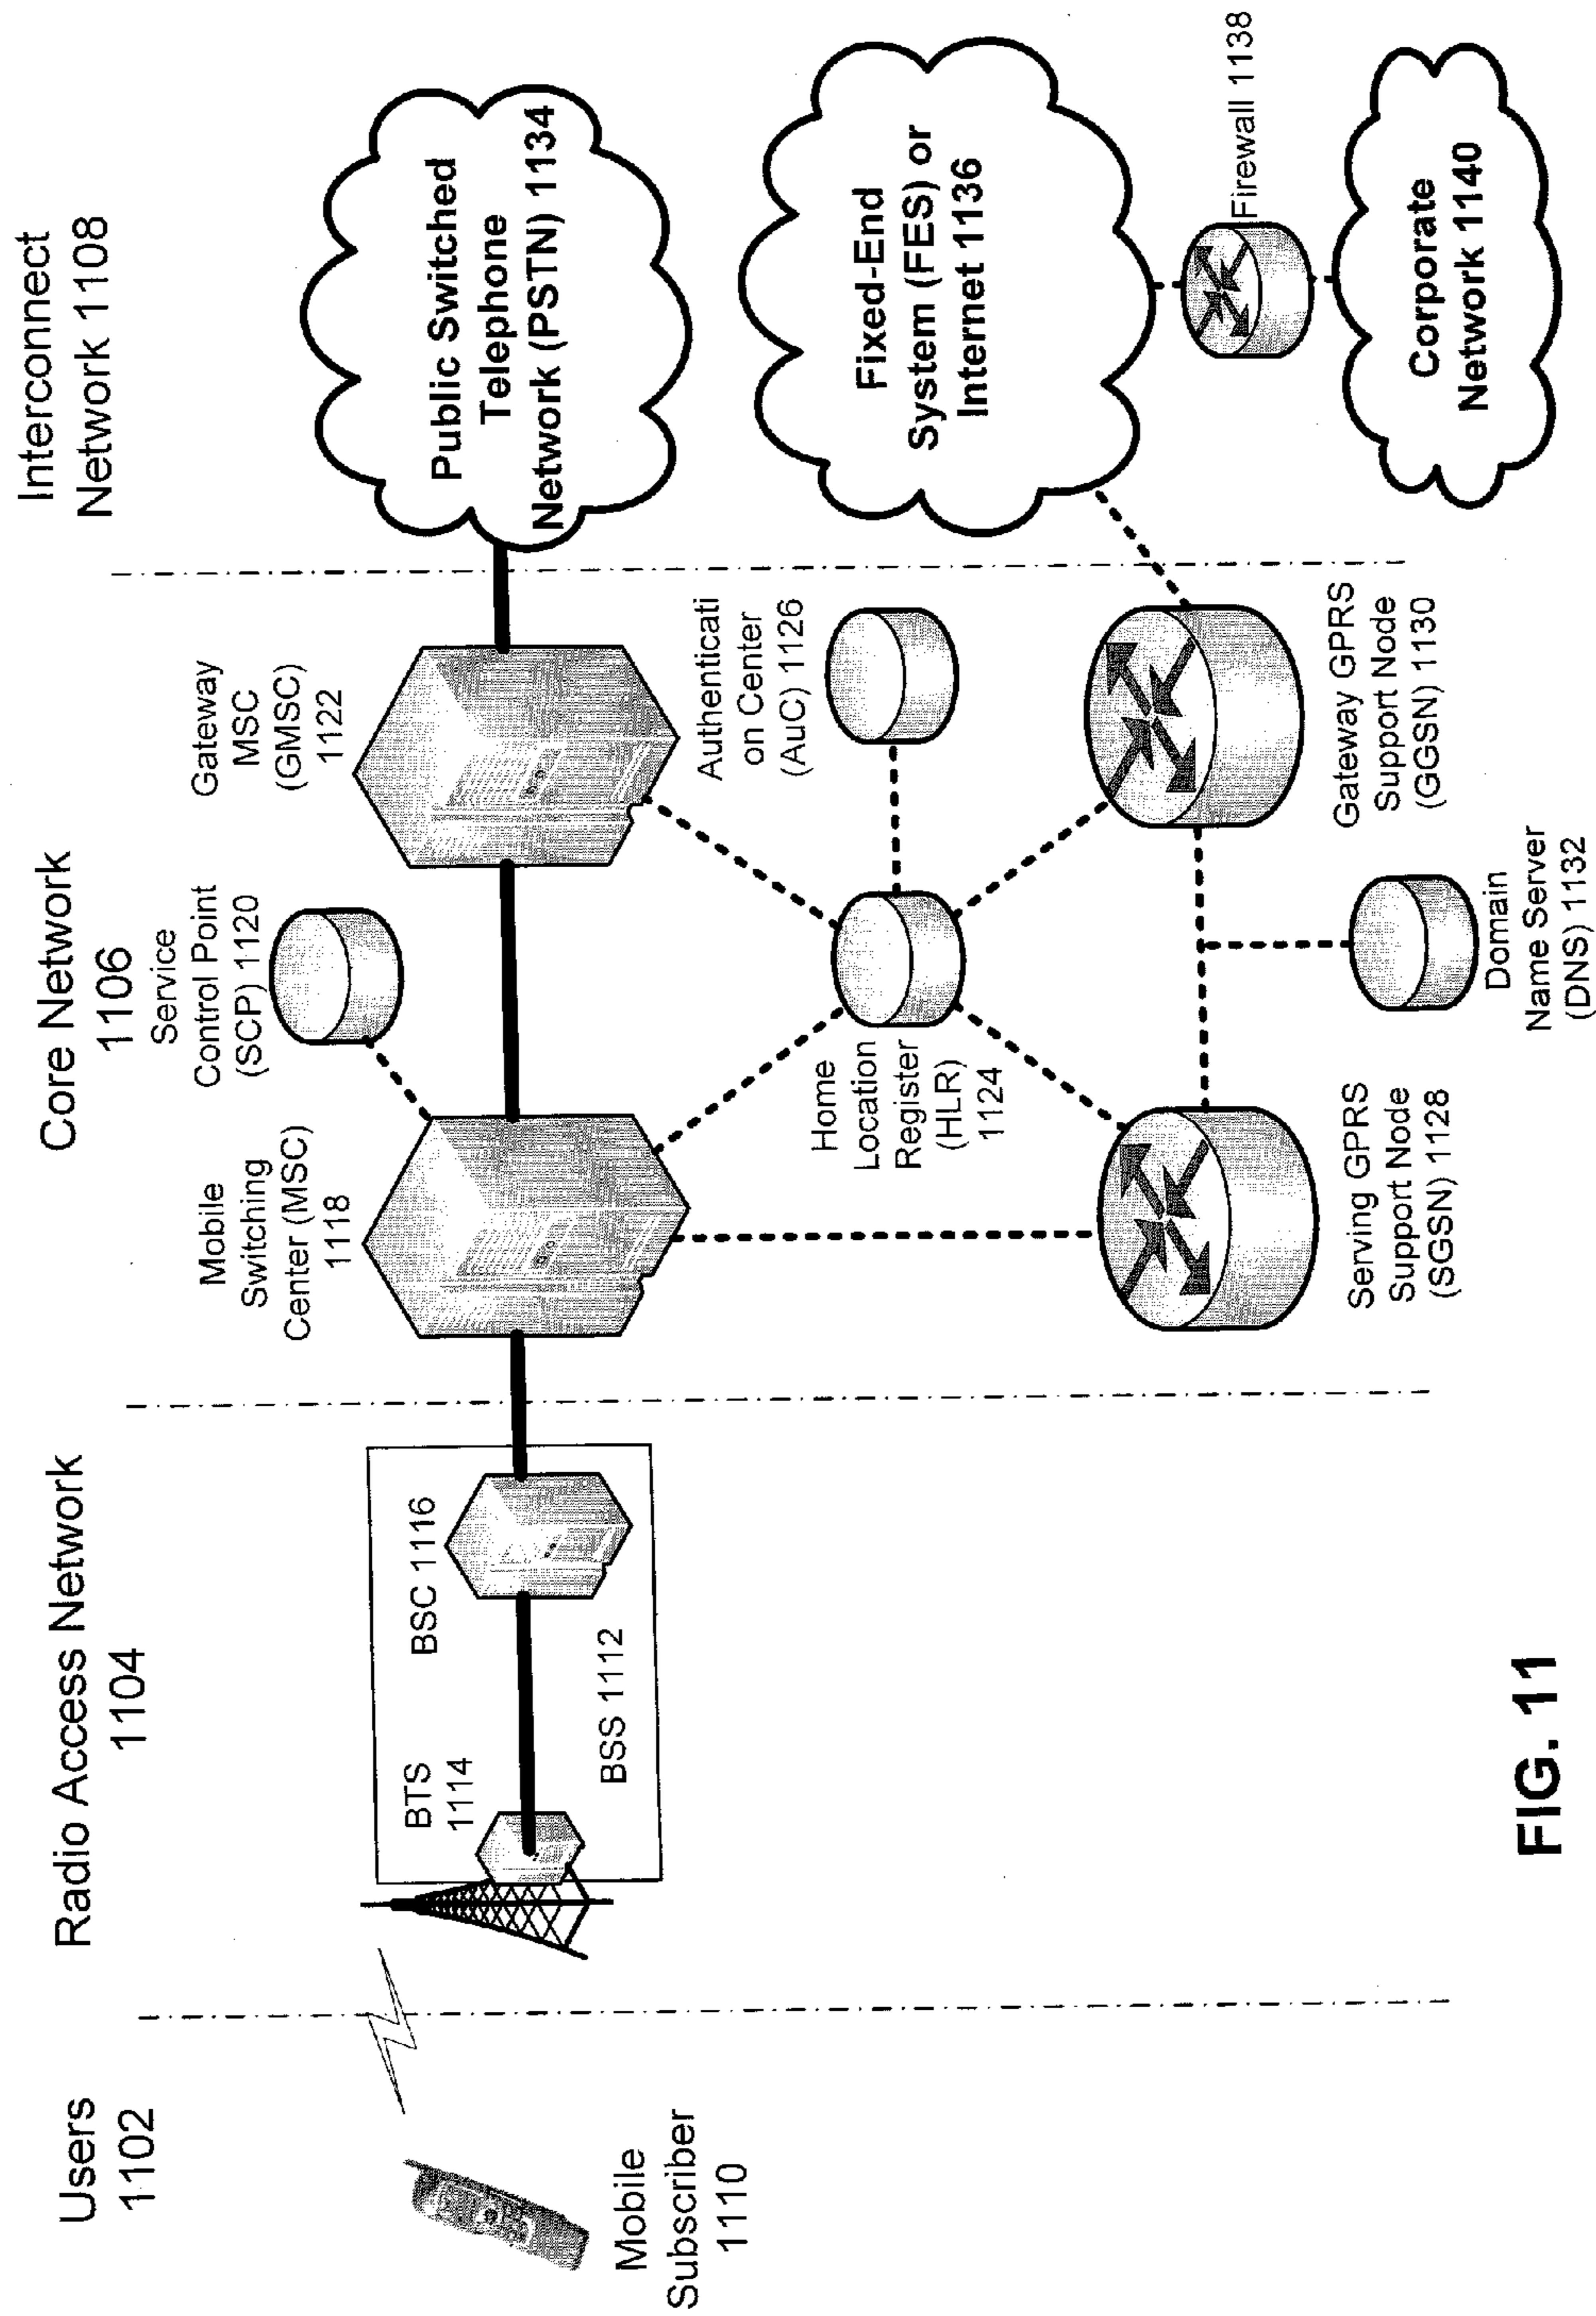 Users
1102
Radio Access Network
1104
Core Network
1106
Interconnect
Network 1108
Mobile
Subscriber
1110
BTS
1114
BSC 1116
BSS 1112
Mobile
Switching
Center (MSC)
1118
Service
Control Point
(SCP) 1120
Gateway
MSC
(GMSC)
1122
Public Switched
Telephone
Network (PSTN) 1134
Home
Location
Register
(HLR)
1124
Authenticati
on Center
(AuC) 1126
Fixed-End
System (FES) or
Internet 1136
Serving GPRS
Support Node
(SGSN) 1128
Gateway GPRS
Support Node
(GGSN) 1130
Domain
Name Server
(DNS) 1132
Firewall 1138
Corporate
Network 1140
FIG. 11